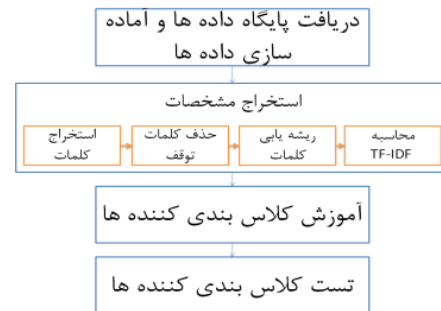 دریافت پایگاه داده ها و آماده
سازی داده ها
استخراج مشخصات
استخراج
کلمات
حذف کلمات
توقف
ریشه یابی
کلمات
محاسبه
TF-IDF
آموزش کلاس بندی کننده ها
تست کلاس بندی کننده ها